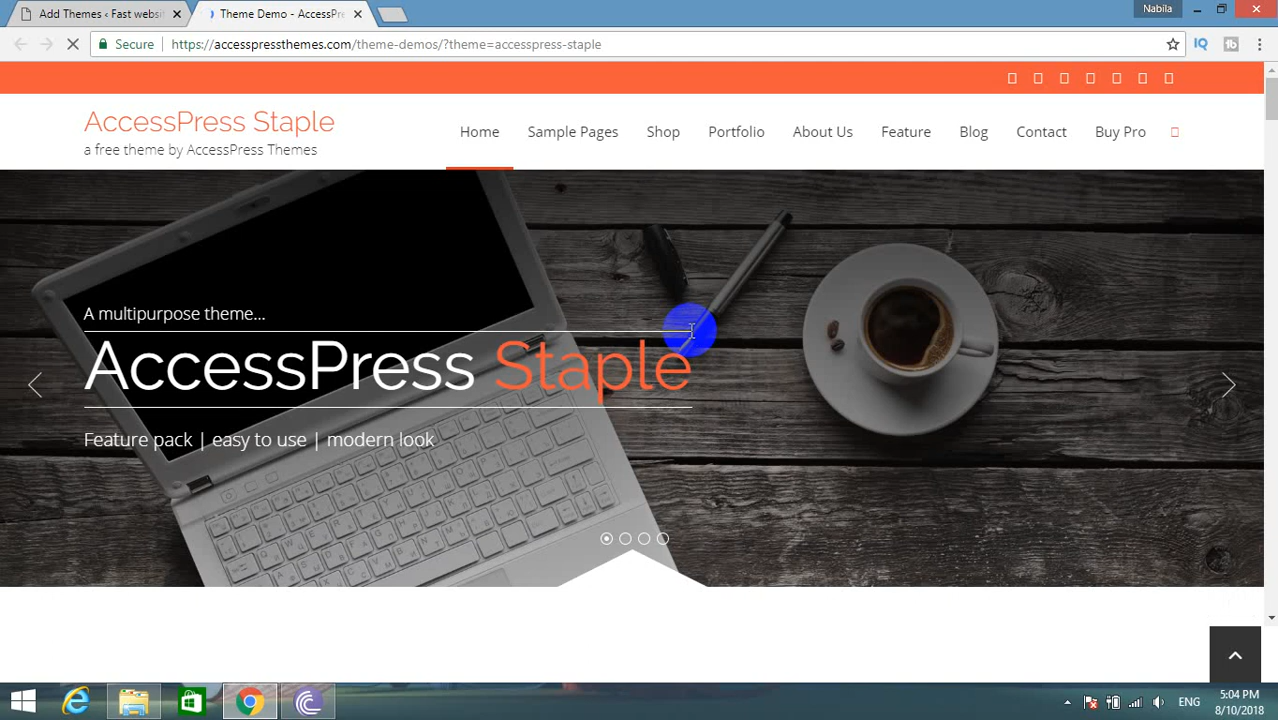 Add Themes ‹ Fast websi
Theme Demo - AccessPre
Nabila
Secure
https://accesspressthemes.com/theme-demos/?theme=accesspress-staple
IQ
AccessPress Staple
a free theme by AccessPress Themes
Home
Sample Pages
Shop
Portfolio
About Us
Feature
Blog
Contact
Buy Pro
A multipurpose theme...
AccessPress Staple
Feature pack | easy to use | modern look
ENG
5:04 PM
8/10/2018